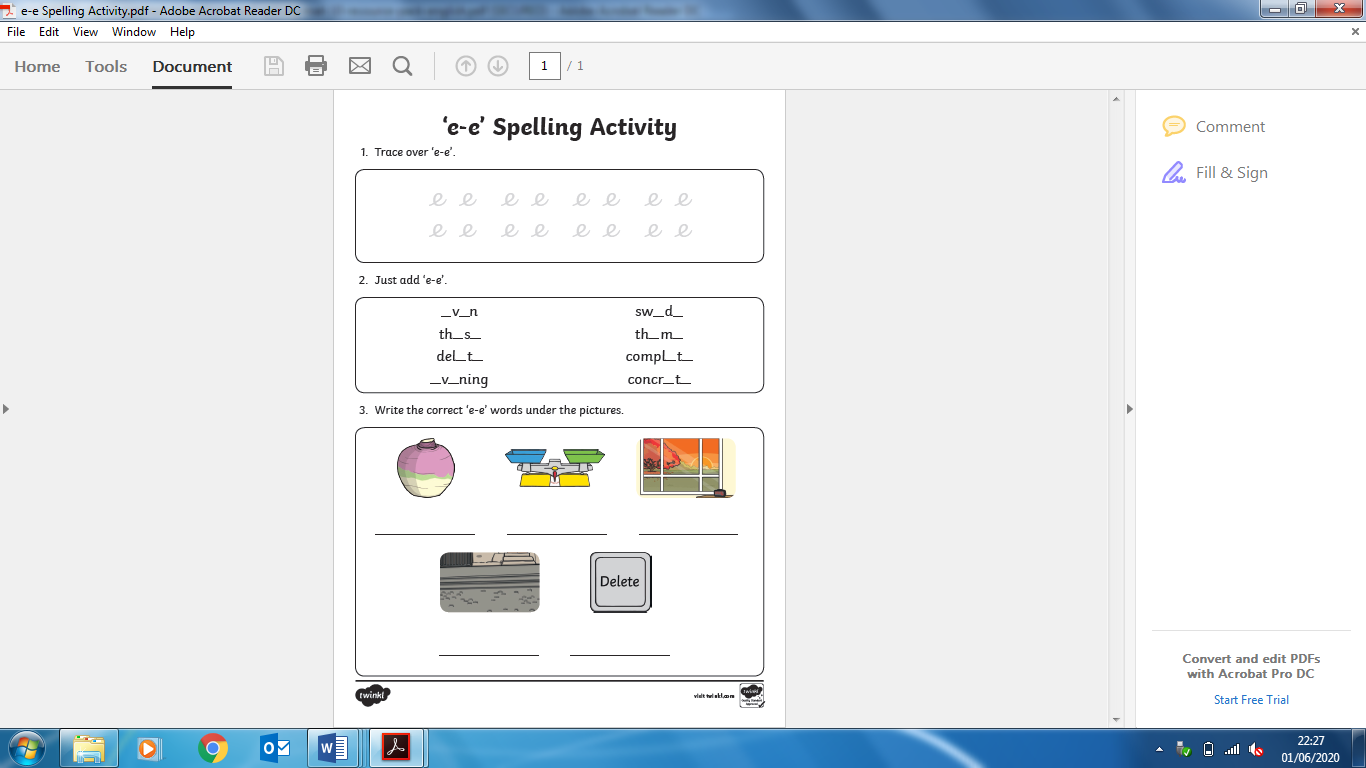 e-e Spelling Activity.pdf - Adobe Acrobat Reader DC
File Edit View Window Help
Home Tools Document 1 / 1
Comment
Fill & Sign
‘e-e’ Spelling Activity
1. Trace over ‘e-e’.
e e e e e e e e
e e e e e e e e
2. Just add ‘e-e’.
_v_n sw_d_
th_s_ th_m_
del_t_ compl_t_
_v_ning concr_t_
3. Write the correct ‘e-e’ words under the pictures.
Delete
twinkl visit twinkl.com twinkl
Convert and edit PDFs
with Acrobat Pro DC
Start Free Trial
22:27
01/06/2020